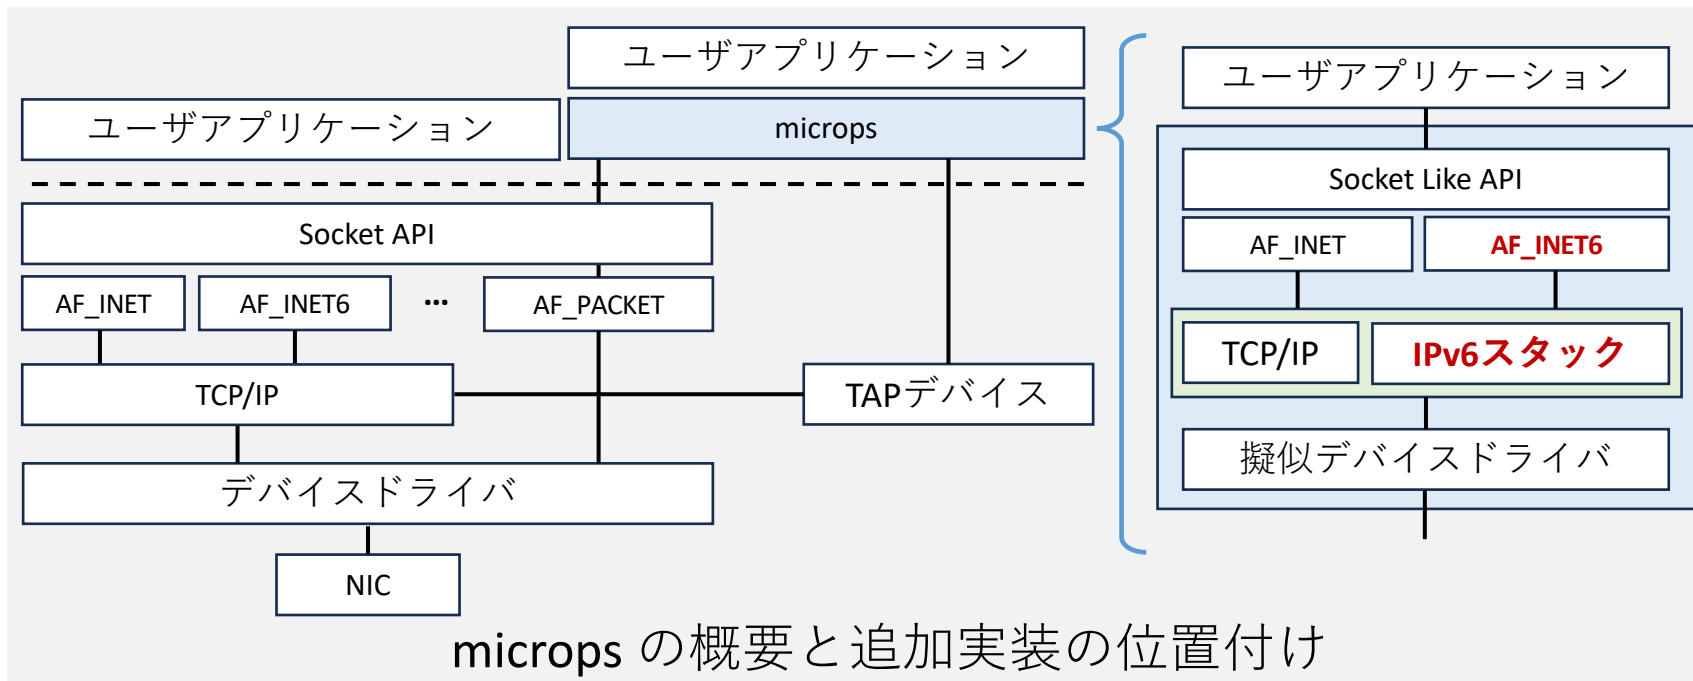 ユーザアプリケーション
ユーザアプリケーション
microps
Socket API
AF_INET
AF_INET6
...
AF_PACKET
TCP/IP
TAPデバイス
デバイスドライバ
NIC
ユーザアプリケーション
Socket Like API
AF_INET
AF_INET6
TCP/IP
IPv6スタック
擬似デバイスドライバ
microps の概要と追加実装の位置付け